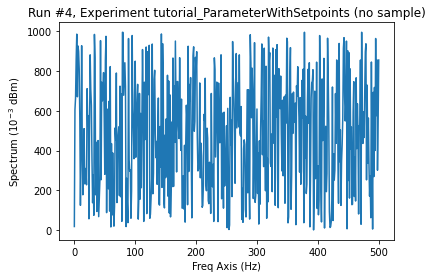 Run #4, Experiment tutorial_ParameterWithSetpoints (no sample)
1000
800
600
400
200
0
Spectrum (10⁻³ dBm)
0 100 200 300 400 500
Freq Axis (Hz)